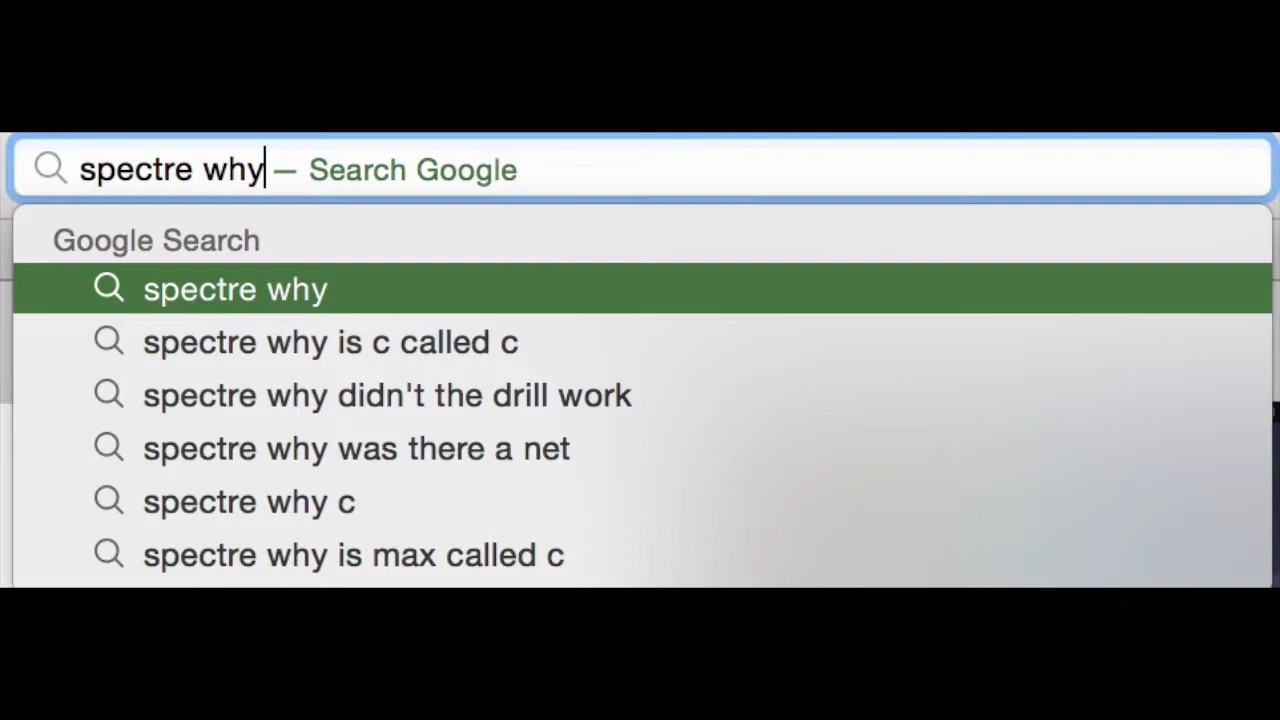 spectre why — Search Google
Google Search
spectre why
spectre why is c called c
spectre why didn't the drill work
spectre why was there a net
spectre why c
spectre why is max called c